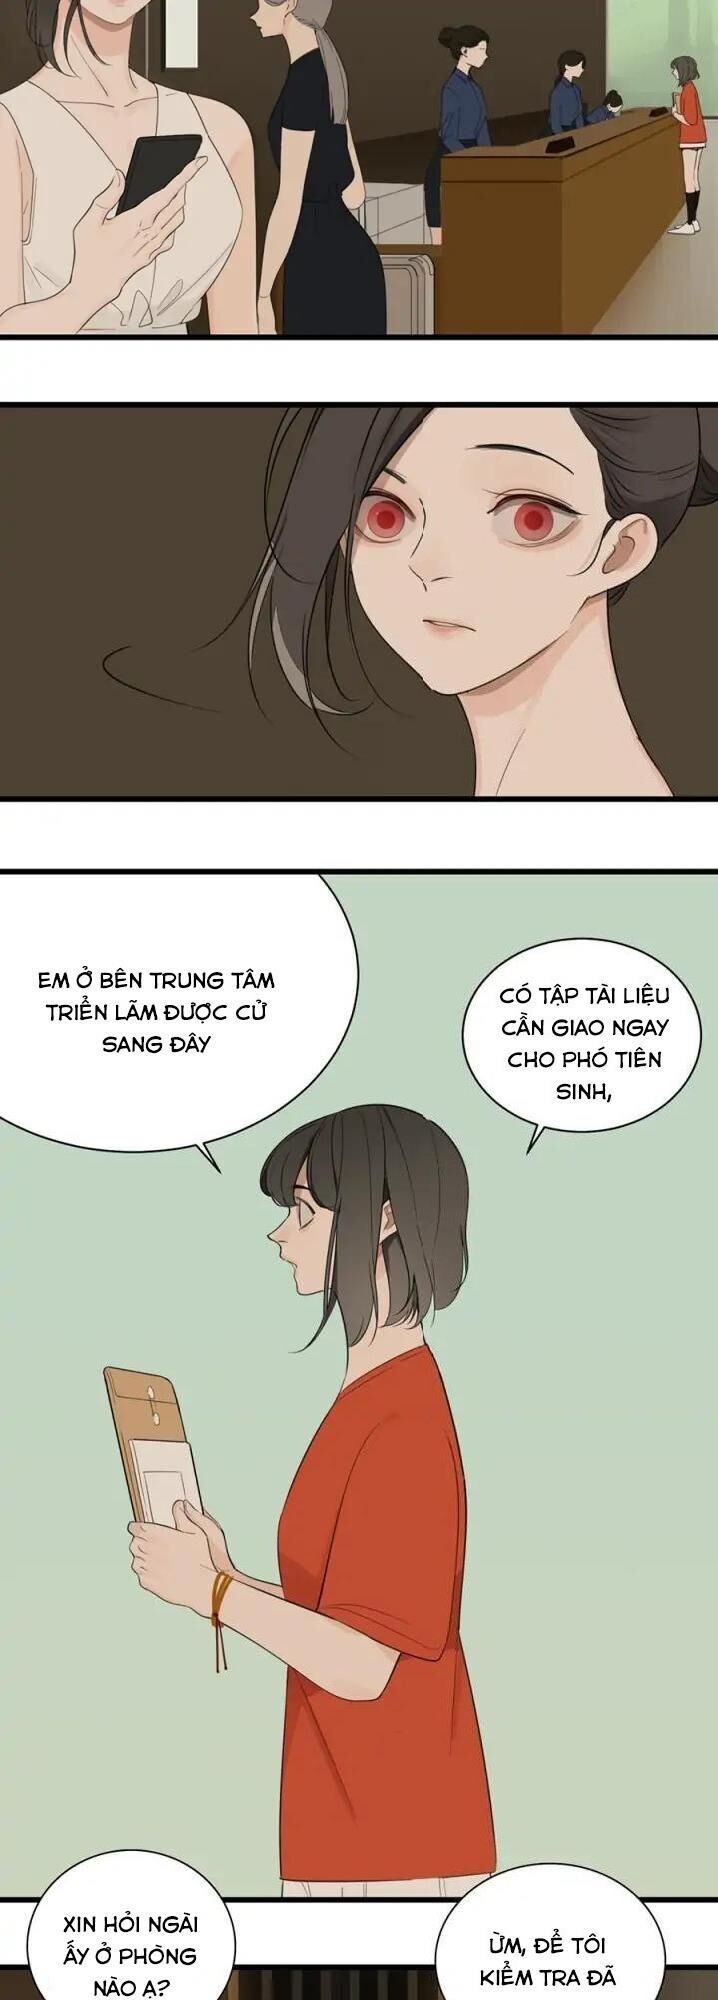 EM Ở BÊN TRUNG TÂM
TRIỂN LÃM ĐƯỢC CỬ
SANG ĐÂY
CÓ TẬP TÀI LIỆU
CẦN GIAO NGAY
CHO PHÓ TIÊN
SINH,
XIN HỎI NGÀI
ẤY Ở PHÒNG
NÀO Ạ?
ỪM, ĐỂ TÔI
KIỂM TRA ĐÃ